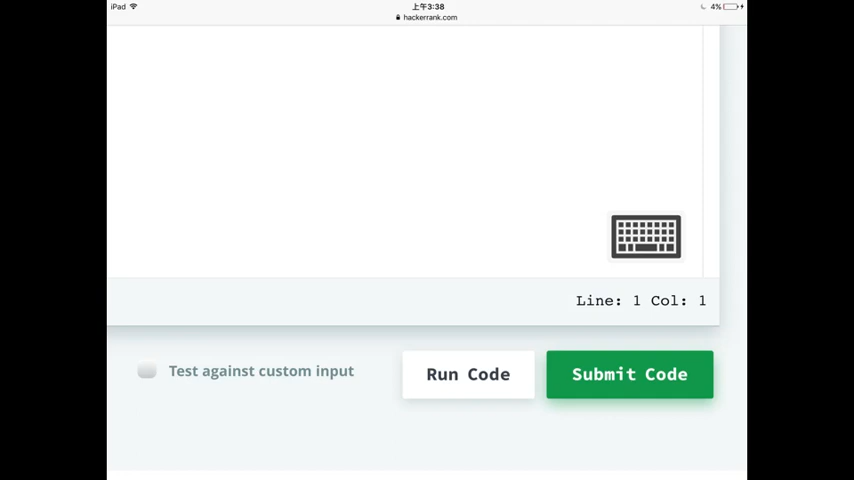 iPad 上午3:38 4%
hackerrank.com
Line: 1 Col: 1
Test against custom input Run Code Submit Code